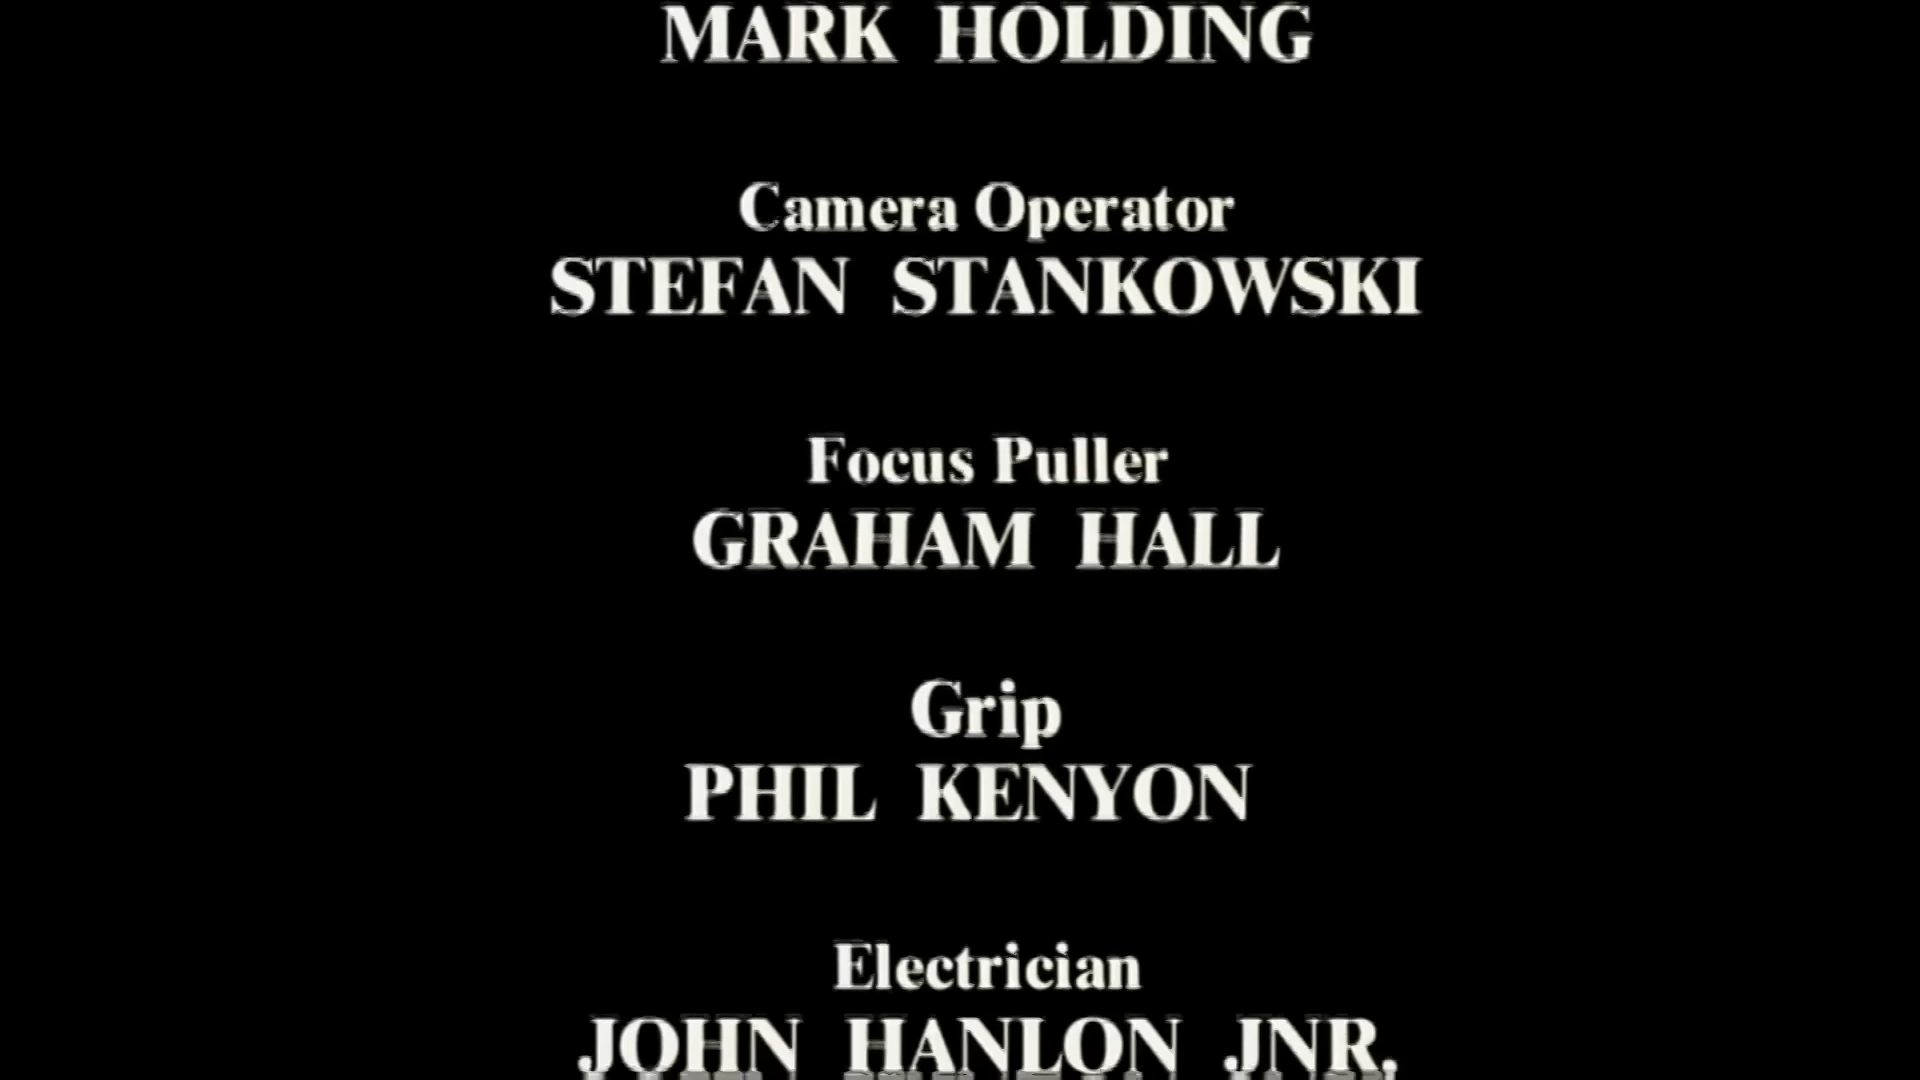 MARK HOLDING
Camera Operator
STEFAN STANKOWSKI
Focus Puller
GRAHAM HALL
Grip
PHIL KENYON
Electrician
JOHN HANLON JNR.